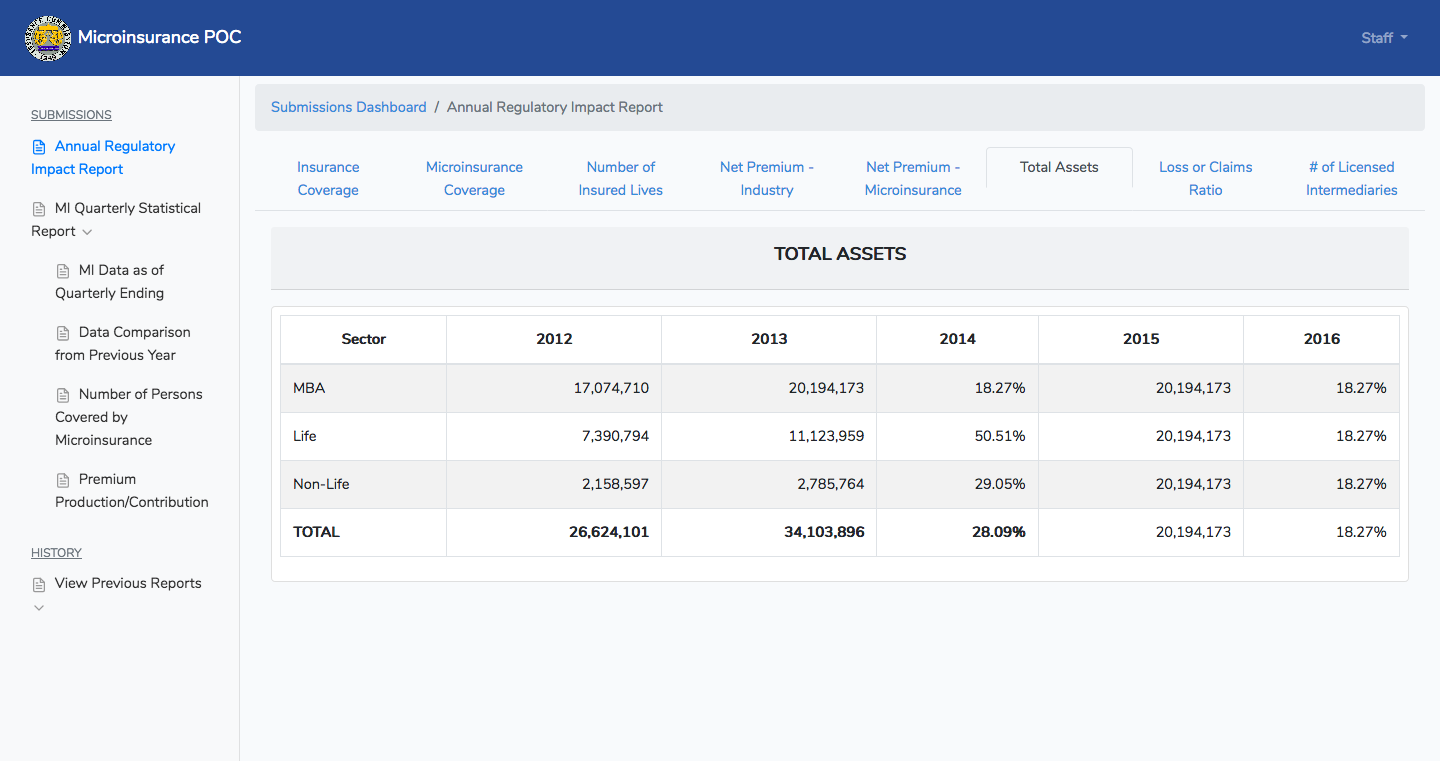 Microinsurance POC
Staff
SUBMISSIONS
Annual Regulatory
Impact Report
MI Quarterly Statistical
Report
MI Data as of
Quarterly Ending
Data Comparison
from Previous Year
Number of Persons
Covered by
Microinsurance
Premium
Production/Contribution
HISTORY
View Previous Reports
Submissions Dashboard / Annual Regulatory Impact Report
Insurance
Coverage
Microinsurance
Coverage
Number of
Insured Lives
Net Premium -
Industry
Net Premium -
Microinsurance
Total Assets
Loss or Claims
Ratio
# of Licensed
Intermediaries
TOTAL ASSETS
Sector 2012 2013 2014 2015 2016
MBA 17,074,710 20,194,173 18.27% 20,194,173 18.27%
Life 7,390,794 11,123,959 50.51% 20,194,173 18.27%
Non-Life 2,158,597 2,785,764 29.05% 20,194,173 18.27%
TOTAL 26,624,101 34,103,896 28.09% 20,194,173 18.27%